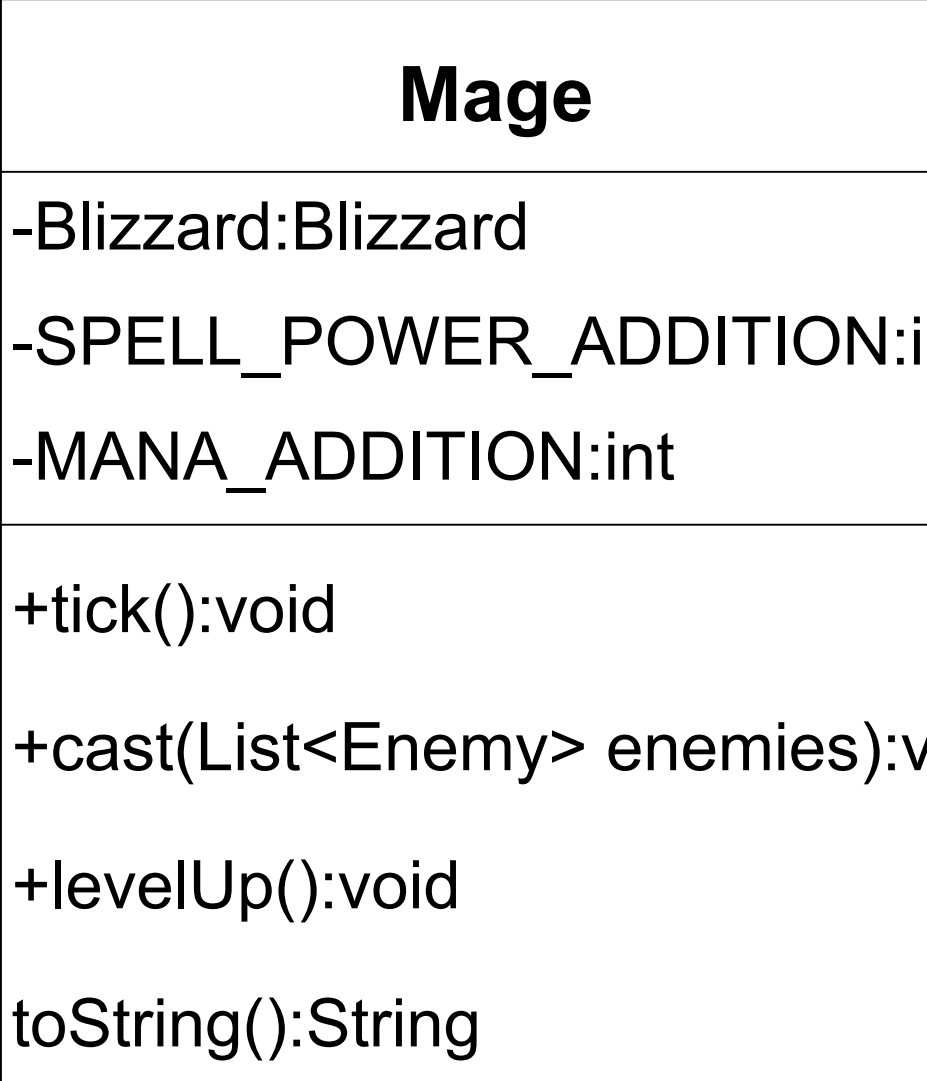 Mage
-Blizzard:Blizzard
-SPELL_POWER_ADDITION:i
-MANA_ADDITION:int
+tick():void
+cast(List<Enemy> enemies):v
+levelUp():void
toString():String